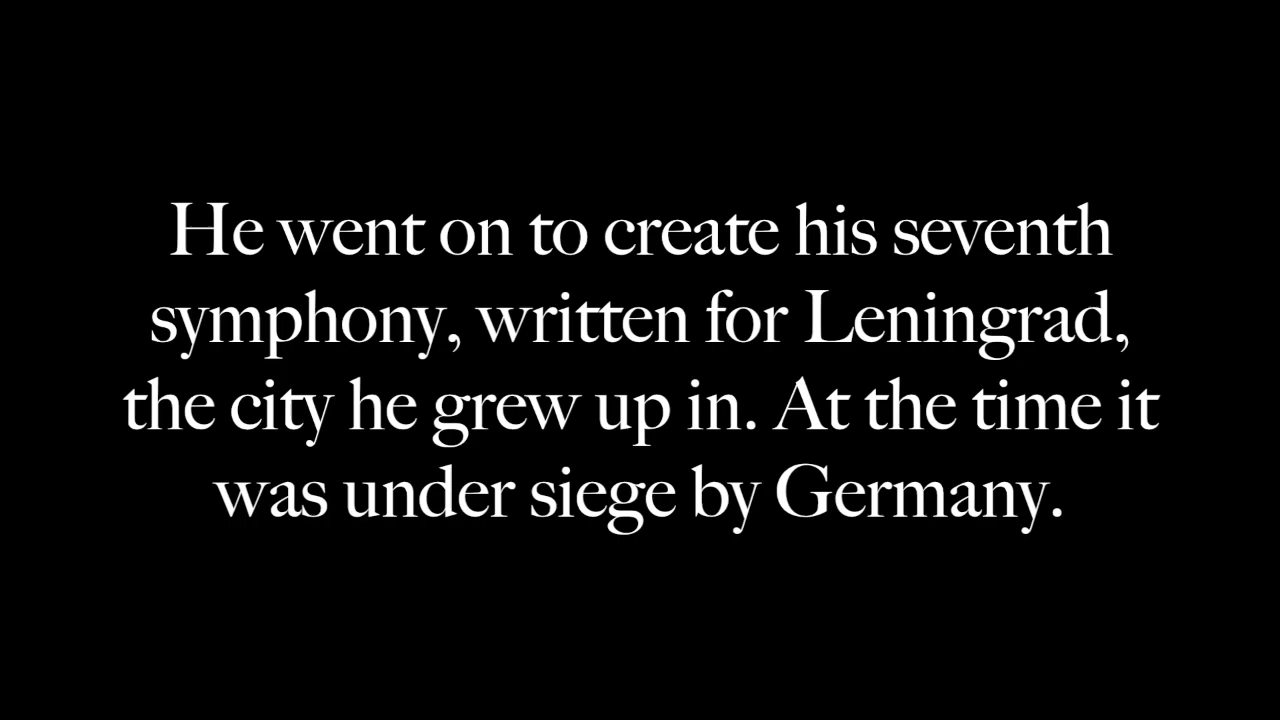 He went on to create his seventh
symphony, written for Leningrad,
the city he grew up in. At the time it
was under siege by Germany.